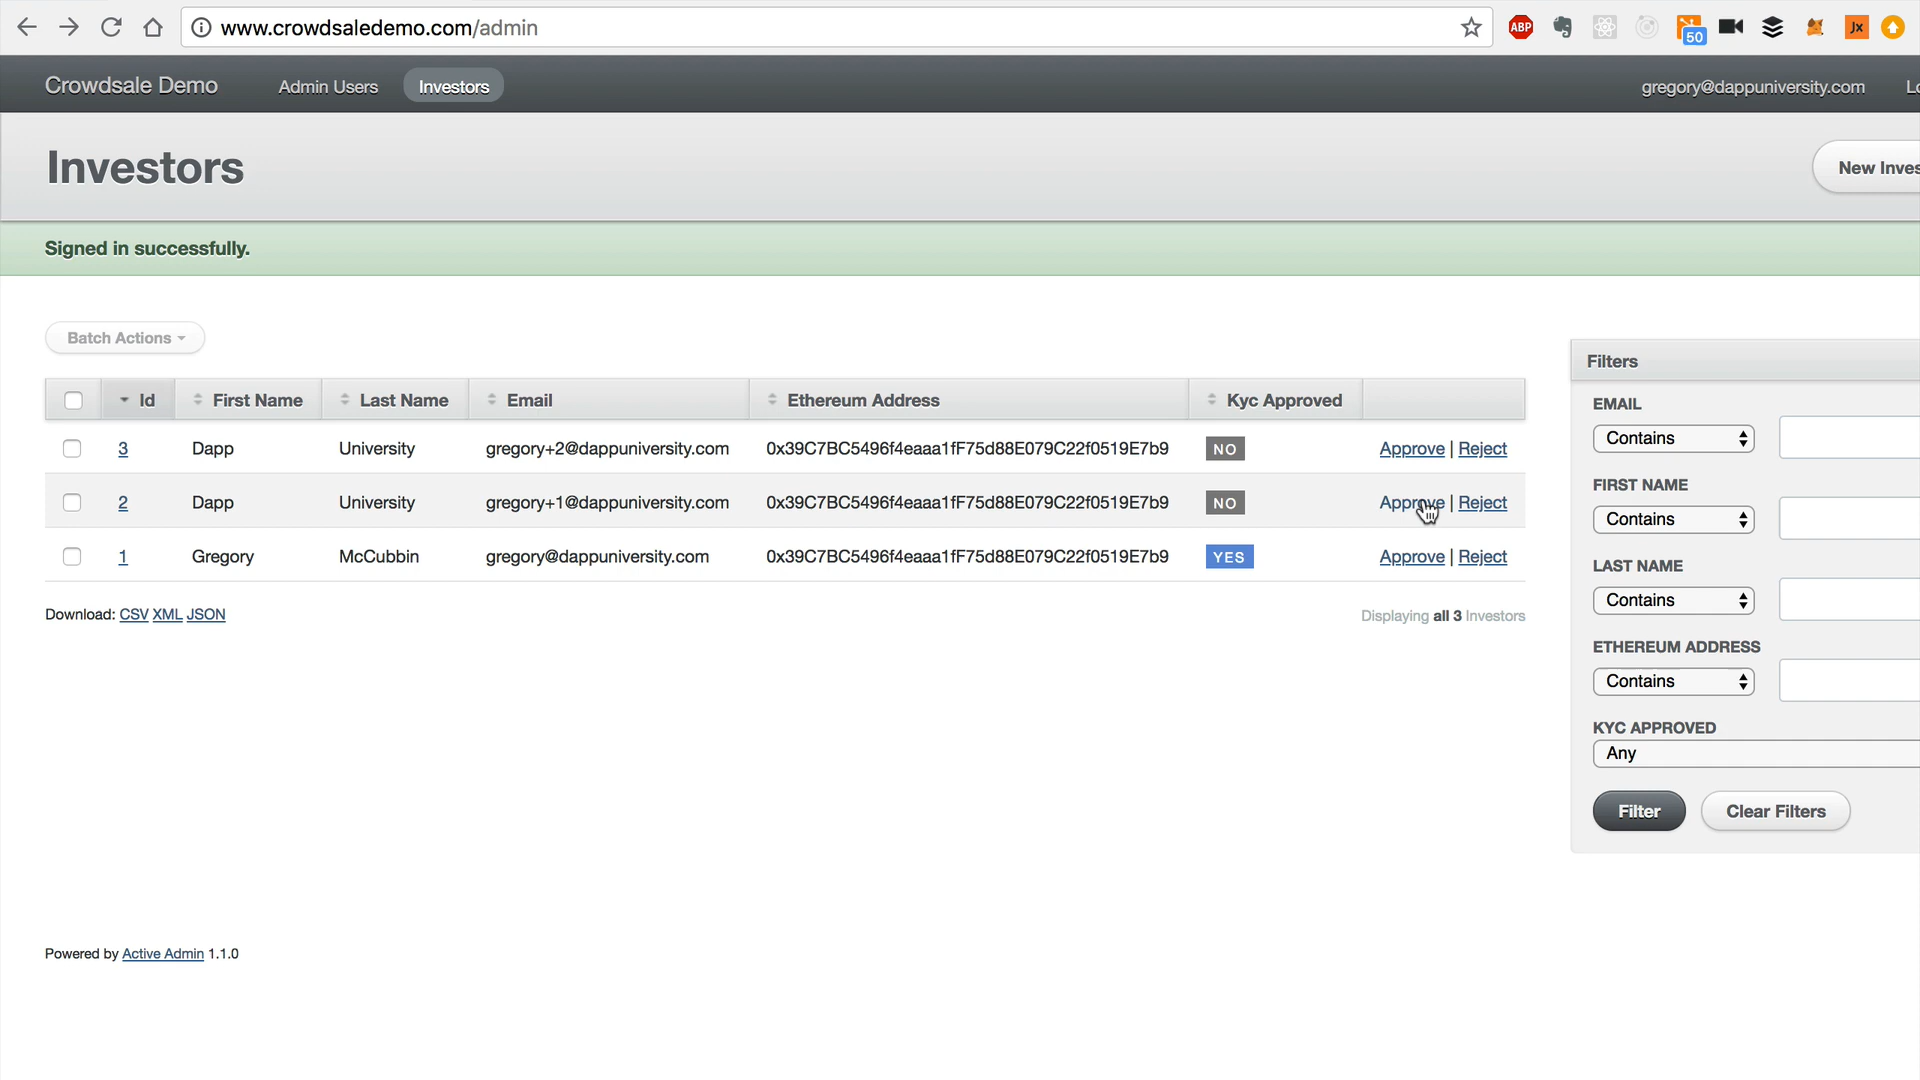 www.crowdsaledemo.com/admin
ABP
50
Jx
Crowdsale Demo Admin Users Investors gregory@dappuniversity.com Lo
Investors
New Inves
Signed in successfully.
Batch Actions
Id First Name Last Name Email Ethereum Address Kyc Approved
3 Dapp University gregory+2@dappuniversity.com 0x39C7BC5496f4eaaa1fF75d88E079C22f0519E7b9 NO Approve | Reject
2 Dapp University gregory+1@dappuniversity.com 0x39C7BC5496f4eaaa1fF75d88E079C22f0519E7b9 NO Approve | Reject
1 Gregory McCubbin gregory@dappuniversity.com 0x39C7BC5496f4eaaa1fF75d88E079C22f0519E7b9 YES Approve | Reject
Download: CSV XML JSON
Displaying all 3 Investors
Filters
EMAIL
Contains
FIRST NAME
Contains
LAST NAME
Contains
ETHEREUM ADDRESS
Contains
KYC APPROVED
Any
Filter Clear Filters
Powered by Active Admin 1.1.0